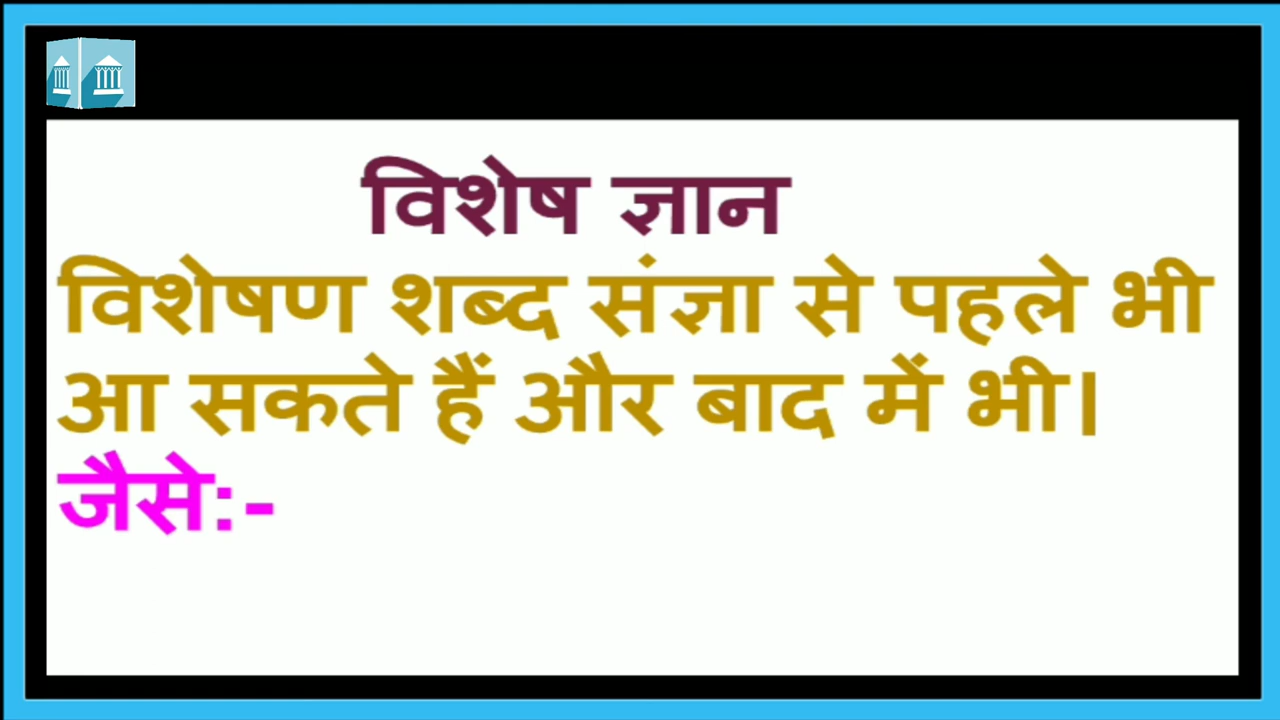 विशेष ज्ञान
विशेषण शब्द संज्ञा से पहले भी
आ सकते हैं और बाद में भी।
जैसे:-